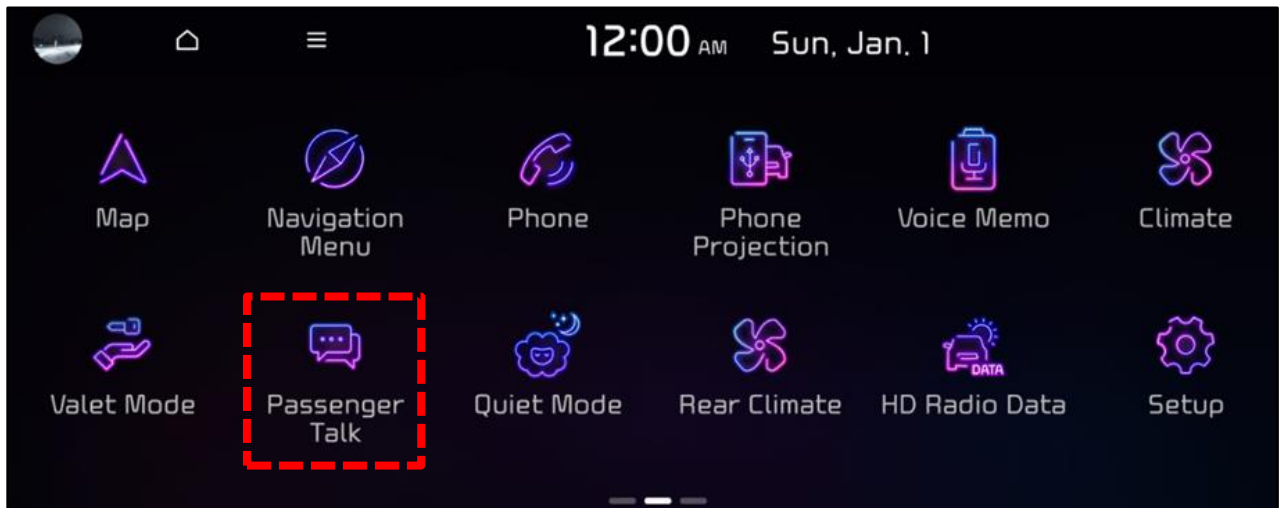 12:00 AM Sun, Jan. 1
Map
Navigation
Menu
Phone
Phone
Projection
Voice Memo
Climate
Valet Mode
Passenger
Talk
Quiet Mode
Rear Climate
DATA
HD Radio Data
Setup